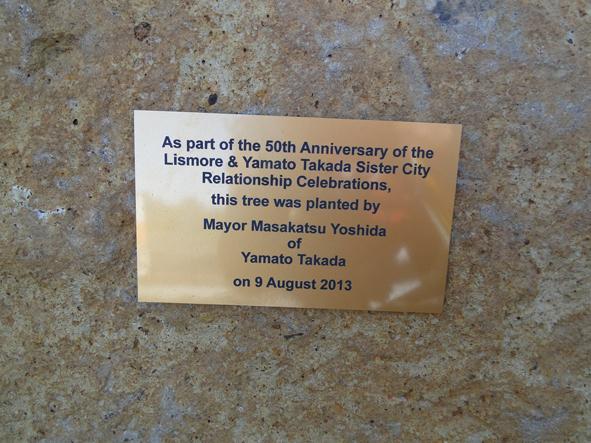 As part of the 50th Anniversary of the
Lismore & Yamato Takada Sister City
Relationship Celebrations,
this tree was planted by
Mayor Masakatsu Yoshida
of
Yamato Takada
on 9 August 2013